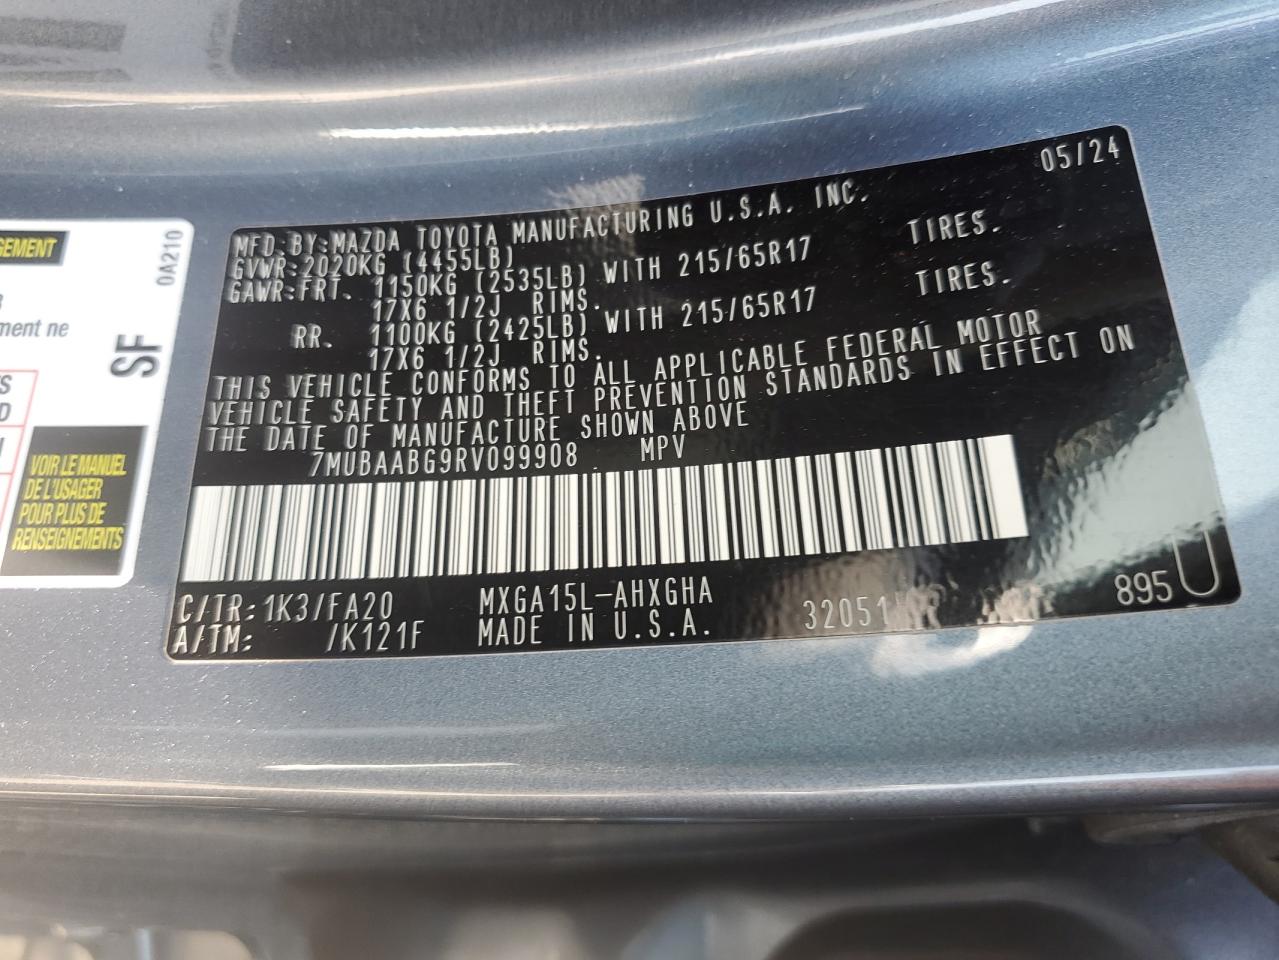 GEMENT
ment ne
0A210
SF
VOIR LE MANUEL
DE L'USAGER
POUR PLUS DE
RENSEIGNEMENTS
05/24
MFD.BY:MAZDA TOYOTA MANUFACTURING U.S.A. INC.
GVWR:2020KG (4455LB)
GAWR:FRT. 1150KG (2535LB) WITH 215/65R17 TIRES.
17X6 1/2J RIMS.
RR. 1100KG (2425LB) WITH 215/65R17 TIRES.
17X6 1/2J RIMS.
THIS VEHICLE CONFORMS TO ALL APPLICABLE FEDERAL MOTOR
VEHICLE SAFETY AND THEFT PREVENTION STANDARDS IN EFFECT ON
THE DATE OF MANUFACTURE SHOWN ABOVE
7MUBAABG9RV099908 MPV
C/TR:1K3/FA20 MXGA15L-AHXGHA 32051 895 U
A/TM: /K121F MADE IN U.S.A.